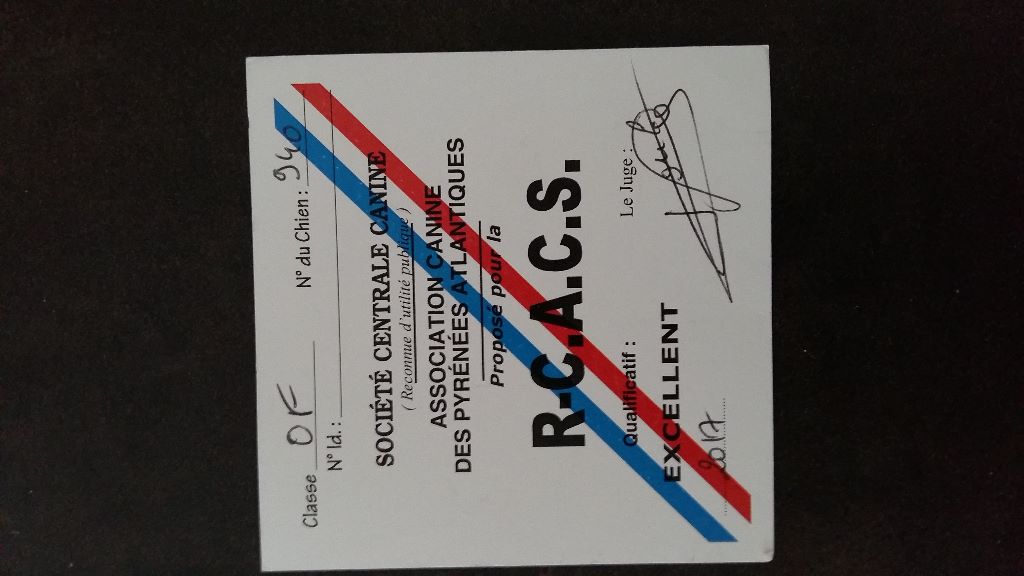 Classe OF N° du Chien : 940
N° Id. :
SOCIÉTÉ CENTRALE CANINE
( Reconnue d'utilité publique )
ASSOCIATION CANINE
DES PYRÉNÉES ATLANTIQUES
Proposé pour la
R-C.A.C.S.
Qualificatif : Le Juge :
EXCELLENT
2017